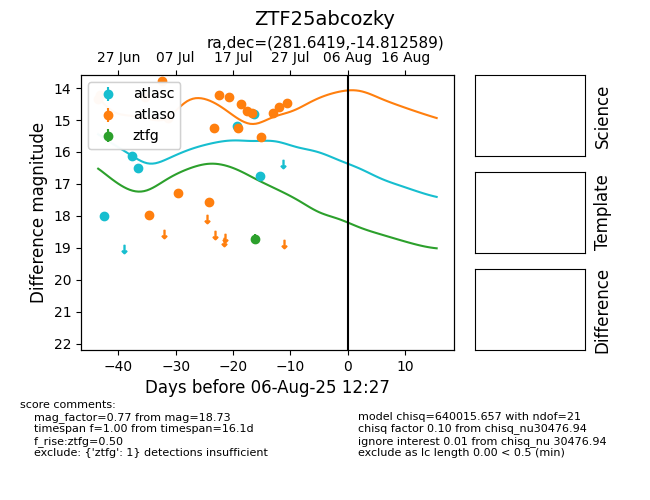 ZTF25abcozky
ra,dec=(281.6419,-14.812589)
27 Jun 07 Jul 17 Jul 27 Jul 06 Aug 16 Aug
atlasc
atlaso
ztfg
14
15
16
17
18
19
20
21
22
Difference magnitude
−40 −30 −20 −10 0 10
Days before 06-Aug-25 12:27
Science
Template
Difference
score comments:
mag_factor=0.77 from mag=18.73
timespan f=1.00 from timespan=16.1d
f_rise:ztfg=0.50
exclude: {'ztfg': 1} detections insufficient
model chisq=640015.657 with ndof=21
chisq factor 0.10 from chisq_nu30476.94
ignore interest 0.01 from chisq_nu 30476.94
exclude as lc length 0.00 < 0.5 (min)